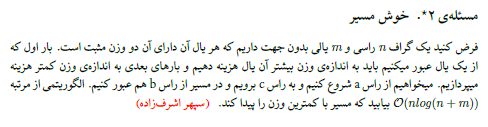 مسئله‌ی ۲*. خوش مسیر
فرض کنید یک گراف n راسی و m یالی بدون جهت داریم که هر یال آن دارای آن دو وزن مثبت است. بار اول که
از یک یال عبور میکنیم باید به اندازه‌ی وزن بیشتر آن یال هزینه دهیم و بارهای بعدی به اندازه‌ی وزن کمتر هزینه
میپردازیم. میخواهیم از راس a شروع کنیم و به راس c برویم و در مسیر از راس b هم عبور کنیم. الگوریتمی از مرتبه
O(nlog(n + m)) بیابید که مسیر با کمترین وزن را پیدا کند. (سپهر اشرف‌زاده)